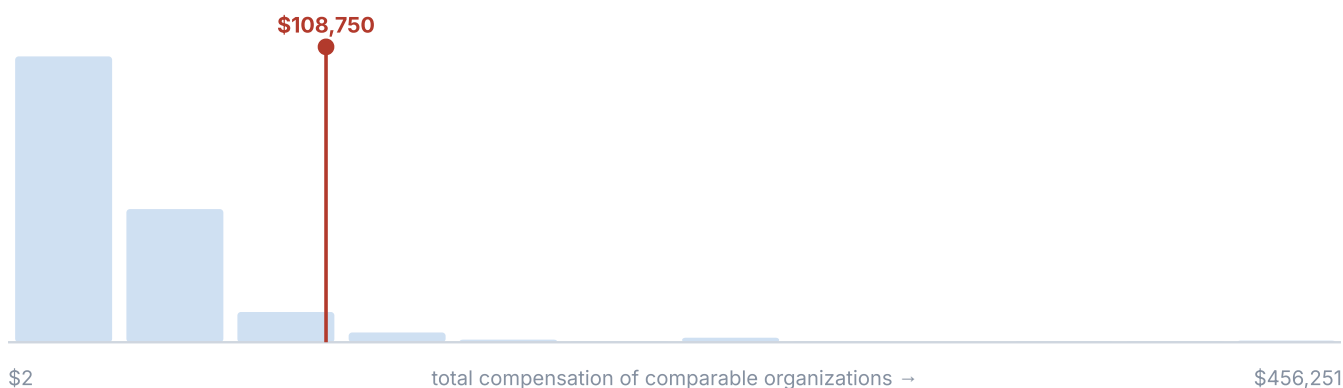 $108,750
$2 total compensation of comparable organizations → $456,251